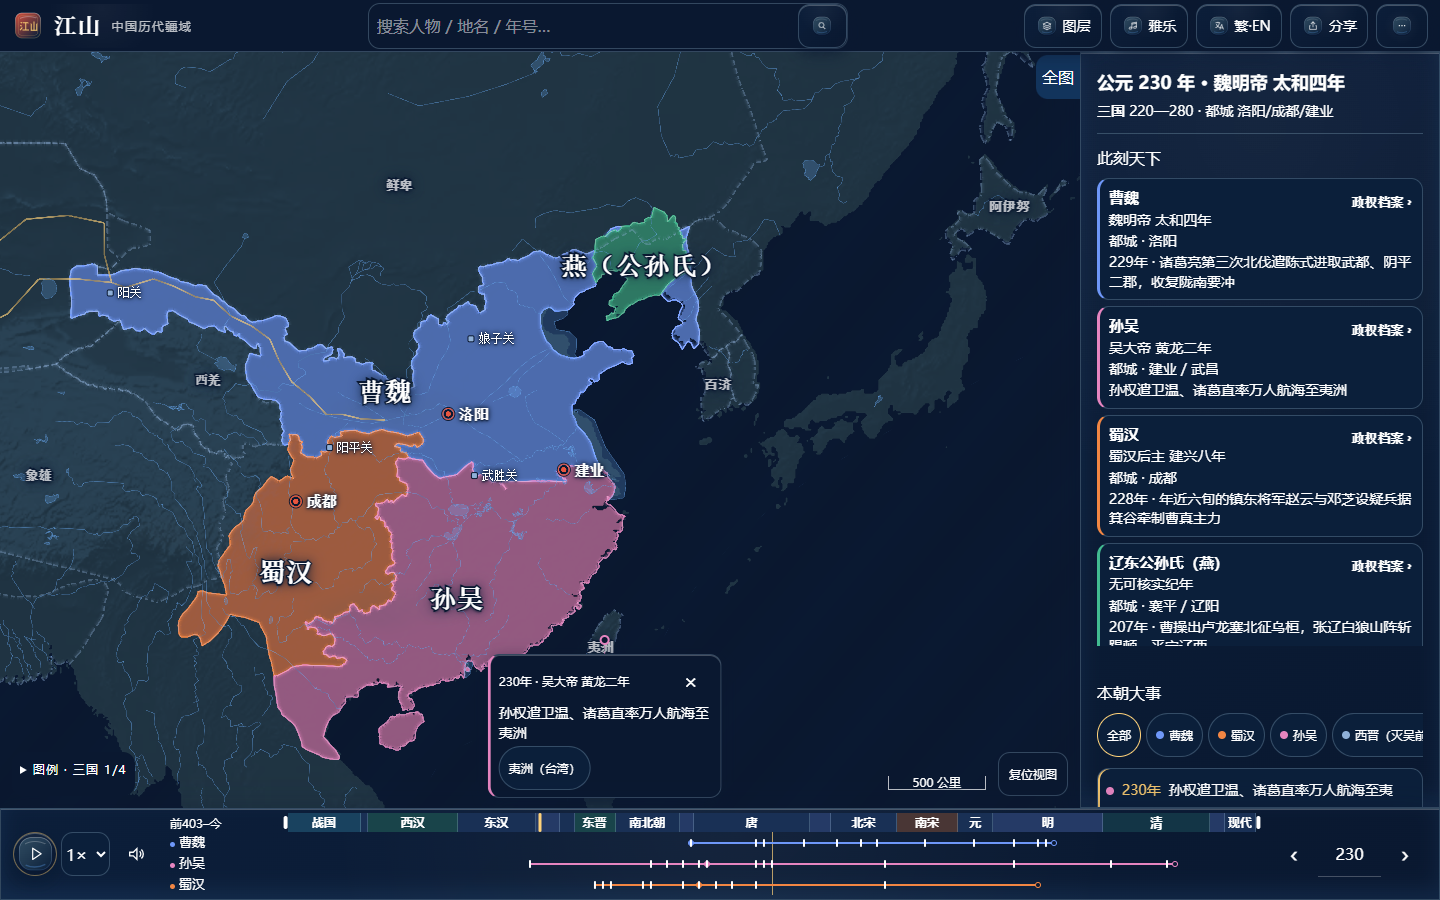 江山 江山 中国历代疆域
搜索人物 / 地名 / 年号...
图层
雅乐
繁·EN
分享
全图
鲜卑
阿伊努
燕（公孙氏）
阳关
娘子关
西羌
曹魏
百济
洛阳
阳平关
象雄
武胜关
建业
成都
蜀汉
孙吴
夷洲
230年 · 吴大帝 黄龙二年
孙权遣卫温、诸葛直率万人航海至
夷洲
夷洲（台湾）
图例 · 三国 1/4
500 公里
复位视图
公元 230 年 • 魏明帝 太和四年
三国 220—280 · 都城 洛阳/成都/建业
此刻天下
曹魏 政权档案 ›
魏明帝 太和四年
都城 · 洛阳
229年 · 诸葛亮第三次北伐遣陈式进取武都、阴平
二郡，收复陇南要冲
孙吴 政权档案 ›
吴大帝 黄龙二年
都城 · 建业 / 武昌
孙权遣卫温、诸葛直率万人航海至夷洲
蜀汉 政权档案 ›
蜀汉后主 建兴八年
都城 · 成都
228年 · 年近六旬的镇东将军赵云与邓芝设疑兵据
箕谷牵制曹真主力
辽东公孙氏（燕） 政权档案 ›
无可核实纪年
都城 · 襄平 / 辽阳
207年 · 曹操出卢龙塞北征乌桓，张辽白狼山阵斩
本朝大事
全部 曹魏 蜀汉 孙吴 西晋（灭吴前
230年 孙权遣卫温、诸葛直率万人航海至夷
1×
前403–今
战国 西汉 东汉 东晋 南北朝 唐 北宋 南宋 元 明 清 现代
曹魏
孙吴
蜀汉
‹ 230 ›